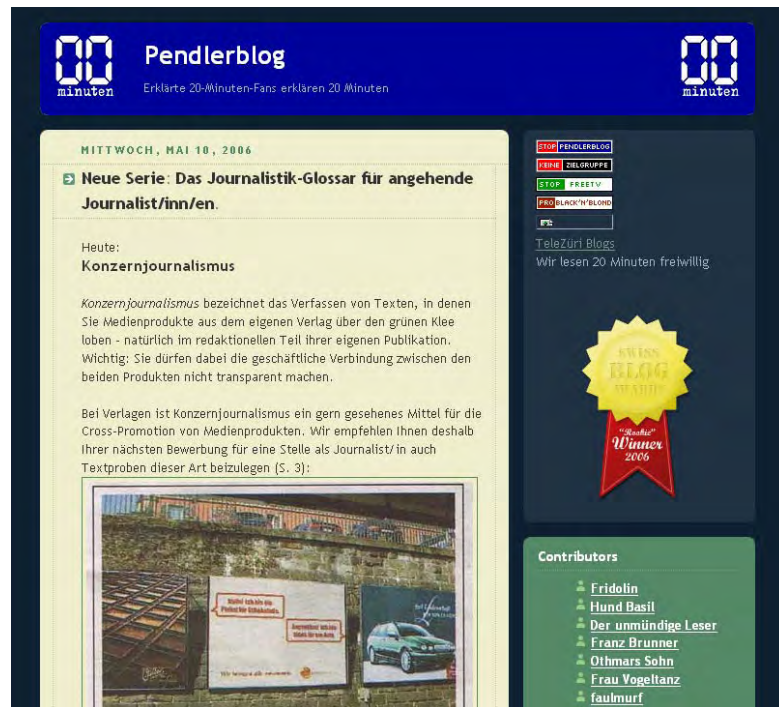 00
minuten
Pendlerblog
Erklärte 20-Minuten-Fans erklären 20 Minuten
00
minuten
MITTWOCH, MAI 10, 2006
Neue Serie: Das Journalistik-Glossar für angehende
Journalist/inn/en.
Heute:
Konzernjournalismus
Konzernjournalismus bezeichnet das Verfassen von Texten, in denen
Sie Medienprodukte aus dem eigenen Verlag über den grünen Klee
loben - natürlich im redaktionellen Teil ihrer eigenen Publikation.
Wichtig: Sie dürfen dabei die geschäftliche Verbindung zwischen den
beiden Produkten nicht transparent machen.
Bei Verlagen ist Konzernjournalismus ein gern gesehenes Mittel für die
Cross-Promotion von Medienprodukten. Wir empfehlen Ihnen deshalb
Ihrer nächsten Bewerbung für eine Stelle als Journalist/in auch
Textproben dieser Art beizulegen (S. 3):
STOP PENDLERBLOG
KEINE ZIELGRUPPE
STOP FREETV
PRO BLACK'N'BLOND
TeleZüri Blogs
Wir lesen 20 Minuten freiwillig
SWISS
BLOG
AWARDS
"Rookie"
Winner
2006
Contributors
Fridolin
Hund Basil
Der unmündige Leser
Franz Brunner
Othmars Sohn
Frau Vogeltanz
faulmurf